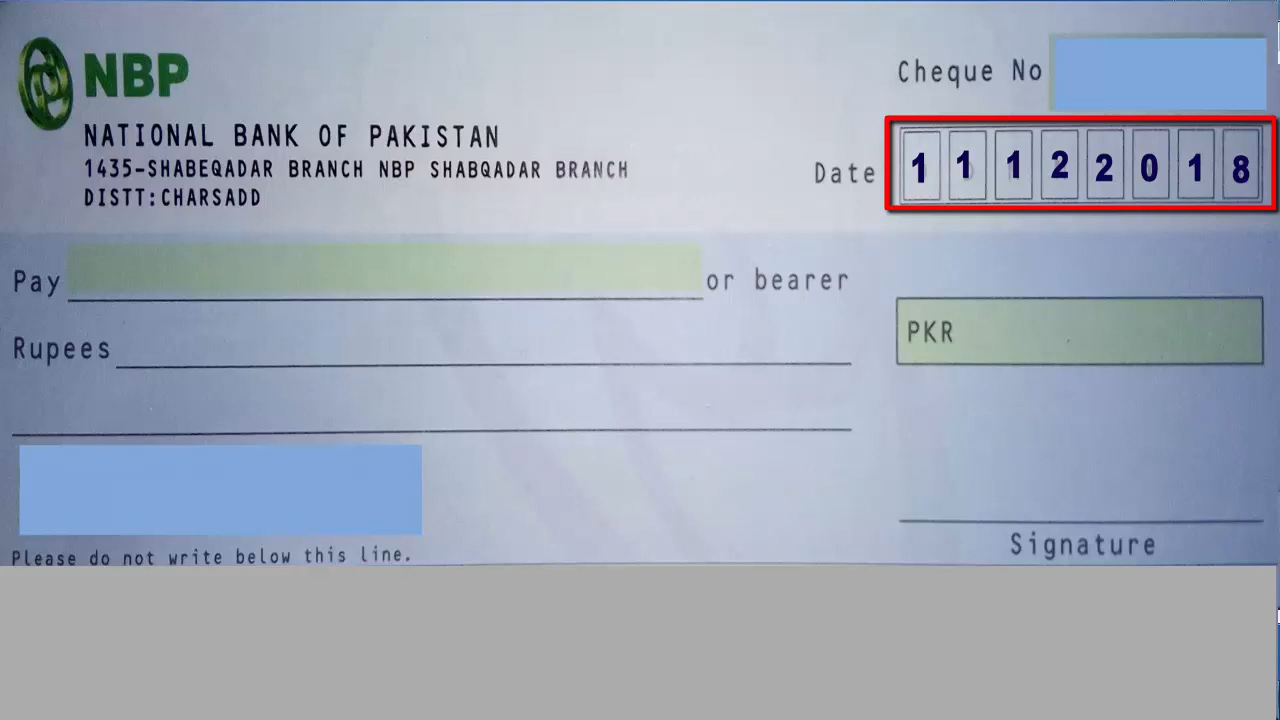 NBP
Cheque No
NATIONAL BANK OF PAKISTAN
1435-SHABEQADAR BRANCH NBP SHABQADAR BRANCH
DISTT:CHARSADD
Date 1 1 1 2 2 0 1 8
Pay or bearer
PKR
Rupees
Signature
Please do not write below this line.